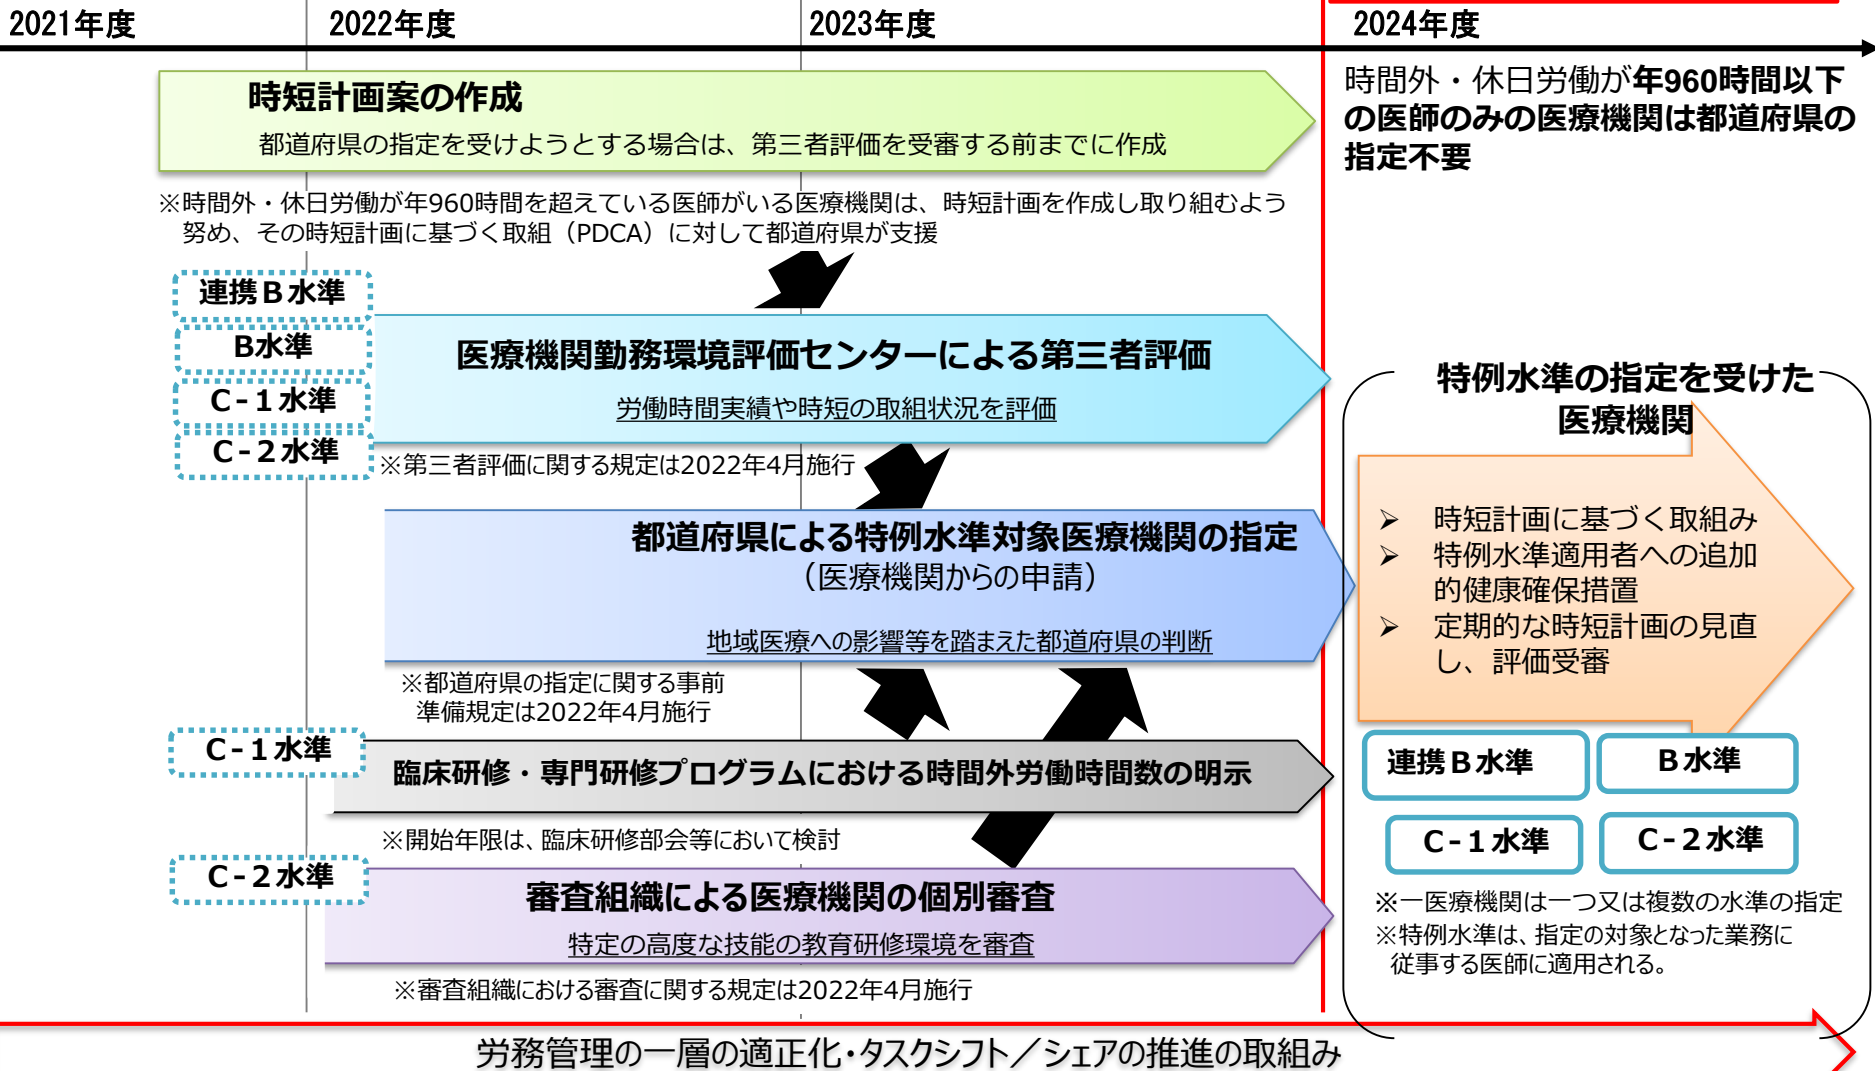 2021年度
2022年度
2023年度
2024年度
時短計画案の作成
都道府県の指定を受けようとする場合は、第三者評価を受審する前までに作成
※時間外・休日労働が年960時間を超えている医師がいる医療機関は、時短計画を作成し取り組むよう
努め、その時短計画に基づく取組（PDCA）に対して都道府県が支援
時間外・休日労働が年960時間以下
の医師のみの医療機関は都道府県の
指定不要
連携Ｂ水準
B水準
Ｃ-１水準
Ｃ-２水準
医療機関勤務環境評価センターによる第三者評価
労働時間実績や時短の取組状況を評価
※第三者評価に関する規定は2022年4月施行
都道府県による特例水準対象医療機関の指定
（医療機関からの申請）
地域医療への影響等を踏まえた都道府県の判断
※都道府県の指定に関する事前
準備規定は2022年4月施行
Ｃ-１水準
臨床研修・専門研修プログラムにおける時間外労働時間数の明示
※開始年限は、臨床研修部会等において検討
Ｃ-２水準
審査組織による医療機関の個別審査
特定の高度な技能の教育研修環境を審査
※審査組織における審査に関する規定は2022年4月施行
特例水準の指定を受けた
医療機関
➢ 時短計画に基づく取組み
➢ 特例水準適用者への追加
的健康確保措置
➢ 定期的な時短計画の見直
し、評価受審
連携Ｂ水準
Ｂ水準
Ｃ-１水準
Ｃ-２水準
※一医療機関は一つ又は複数の水準の指定
※特例水準は、指定の対象となった業務に
従事する医師に適用される。
労務管理の一層の適正化・タスクシフト／シェアの推進の取組み